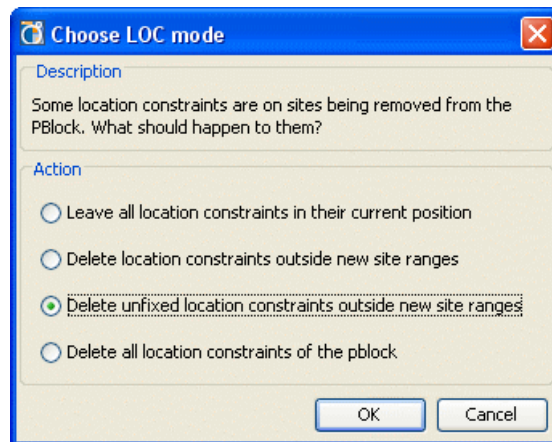 Choose LOC mode
Description
Some location constraints are on sites being removed from the
PBlock. What should happen to them?
Action
Leave all location constraints in their current position
Delete location constraints outside new site ranges
Delete unfixed location constraints outside new site ranges
Delete all location constraints of the pblock
OK Cancel